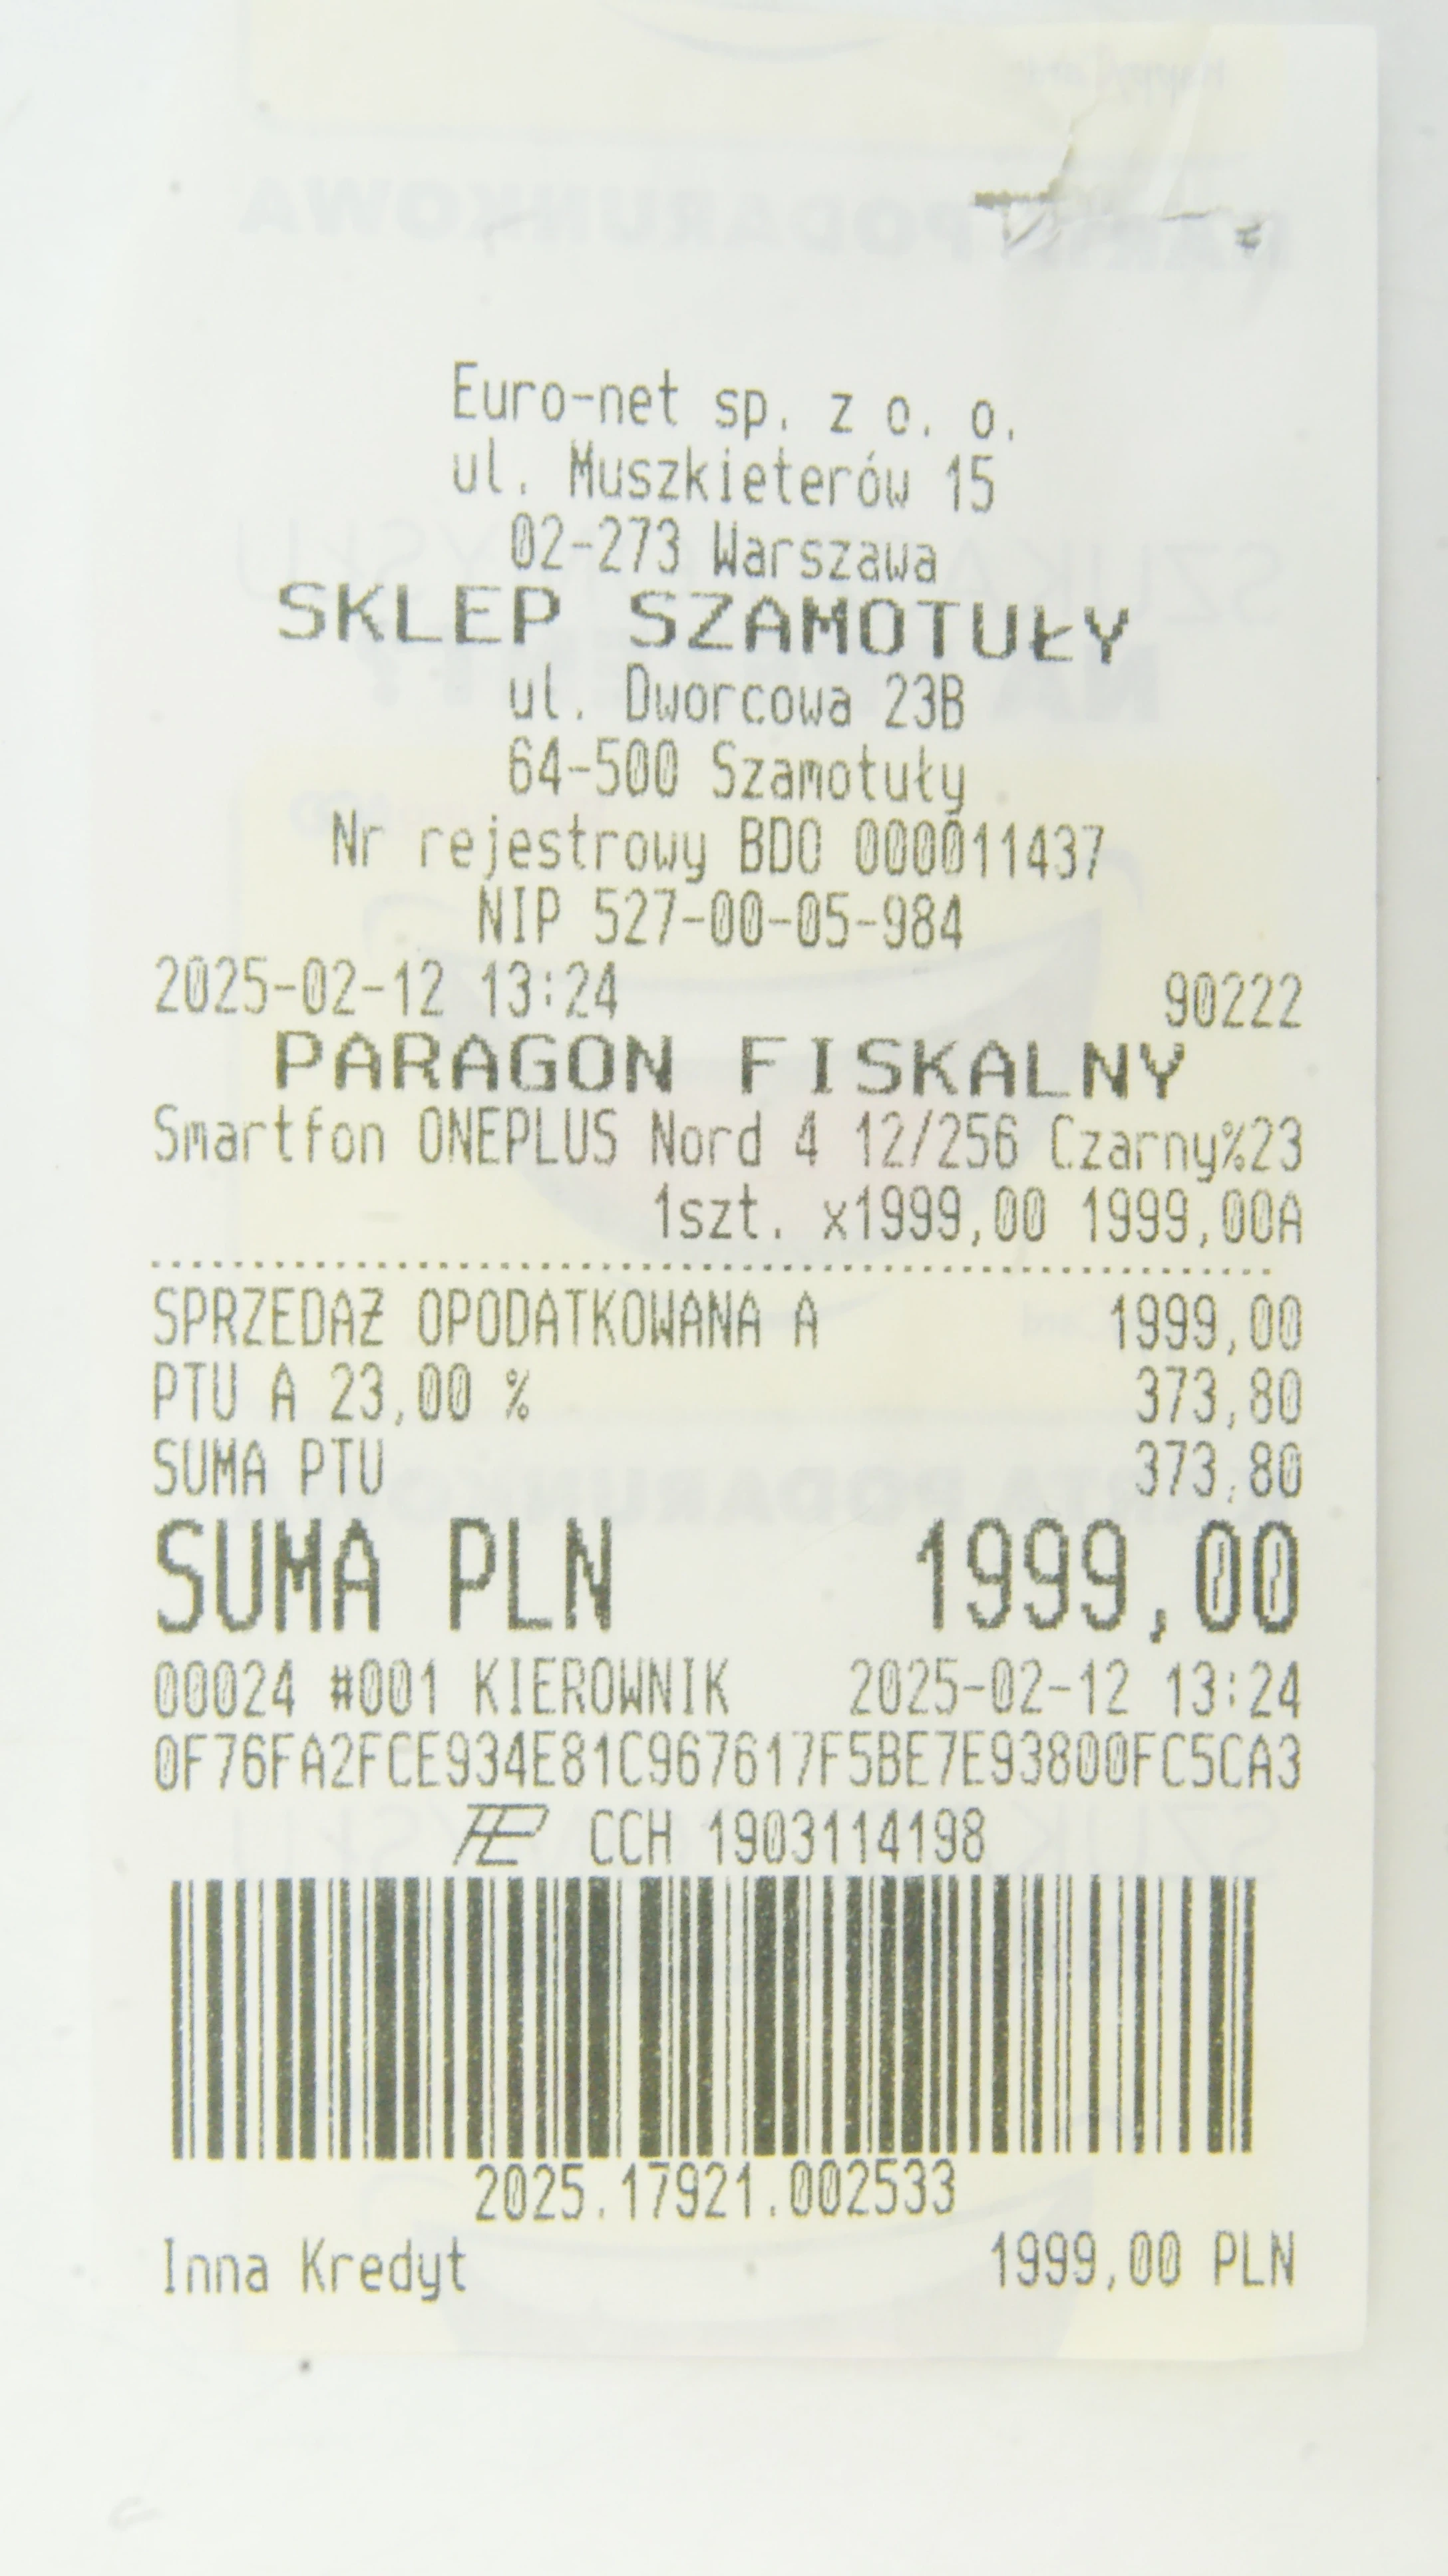 Euro-net sp. z o. o.
ul. Muszkieterów 15
02-273 Warszawa
SKLEP SZAMOTUŁY
ul. Dworcowa 23B
64-500 Szamotuły
Nr rejestrowy BDO 000011437
NIP 527-00-05-984
2025-02-12 13:24 90222
PARAGON FISKALNY
Smartfon ONEPLUS Nord 4 12/256 Czarny%23
1szt. x1999,00 1999,00A
SPRZEDAŻ OPODATKOWANA A 1999,00
PTU A 23,00 % 373,80
SUMA PTU 373,80
SUMA PLN 1999,00
00024 #001 KIEROWNIK 2025-02-12 13:24
0F76FA2FCE934E81C967617F5BE7E93800FC5CA3
CCH 1903114198
2025.17921.002533
Inna Kredyt 1999,00 PLN